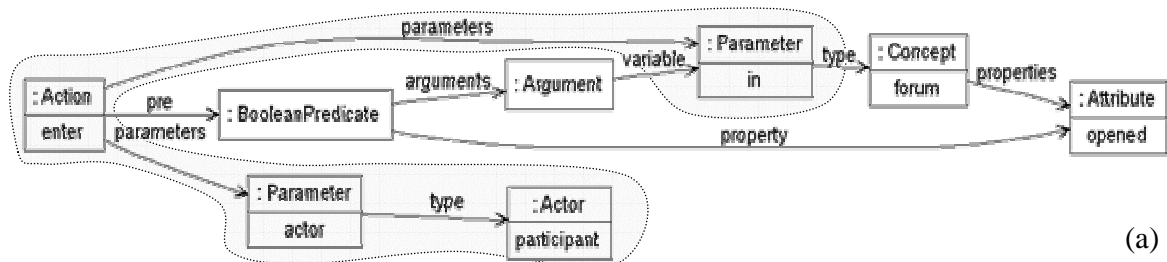 parameters
: Parameter
in
type
: Concept
forum
properties
: Attribute
opened
variable
: Argument
arguments
: Action
enter
pre
: BooleanPredicate
parameters
property
: Parameter
actor
type
: Actor
participant
(a)